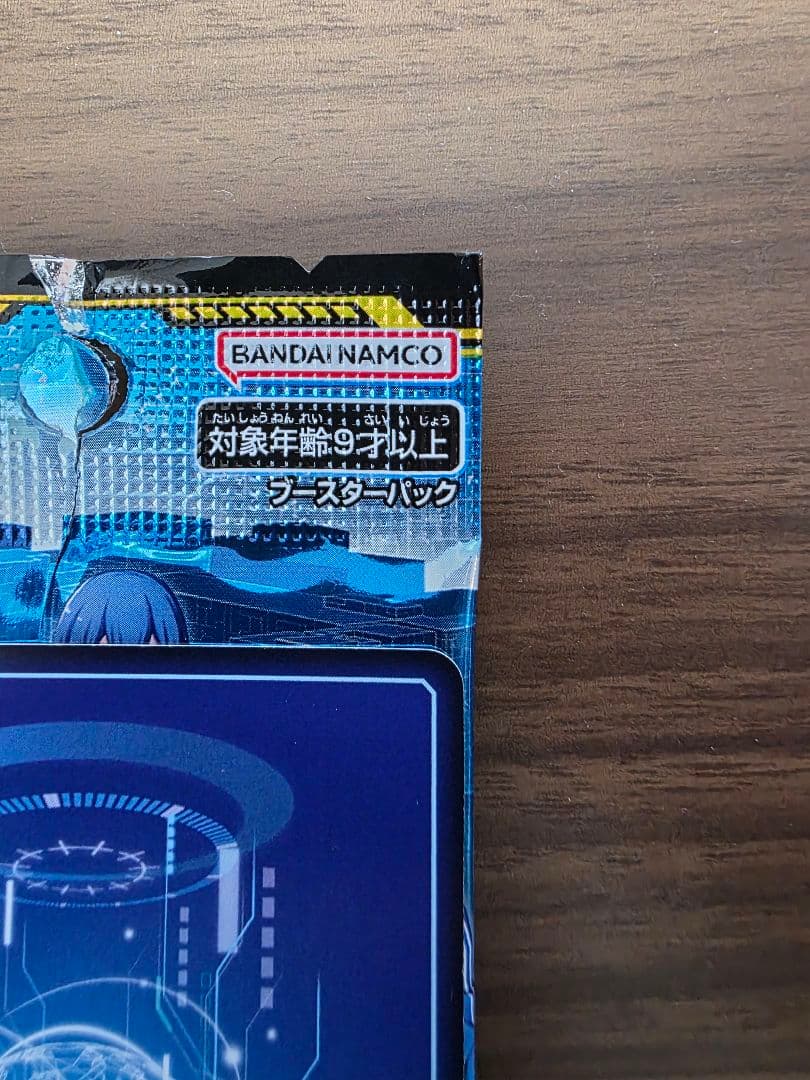 BANDAI NAMCO
たいしょうねんれい さい い じょう
対象年齢9才以上
ブースターパック